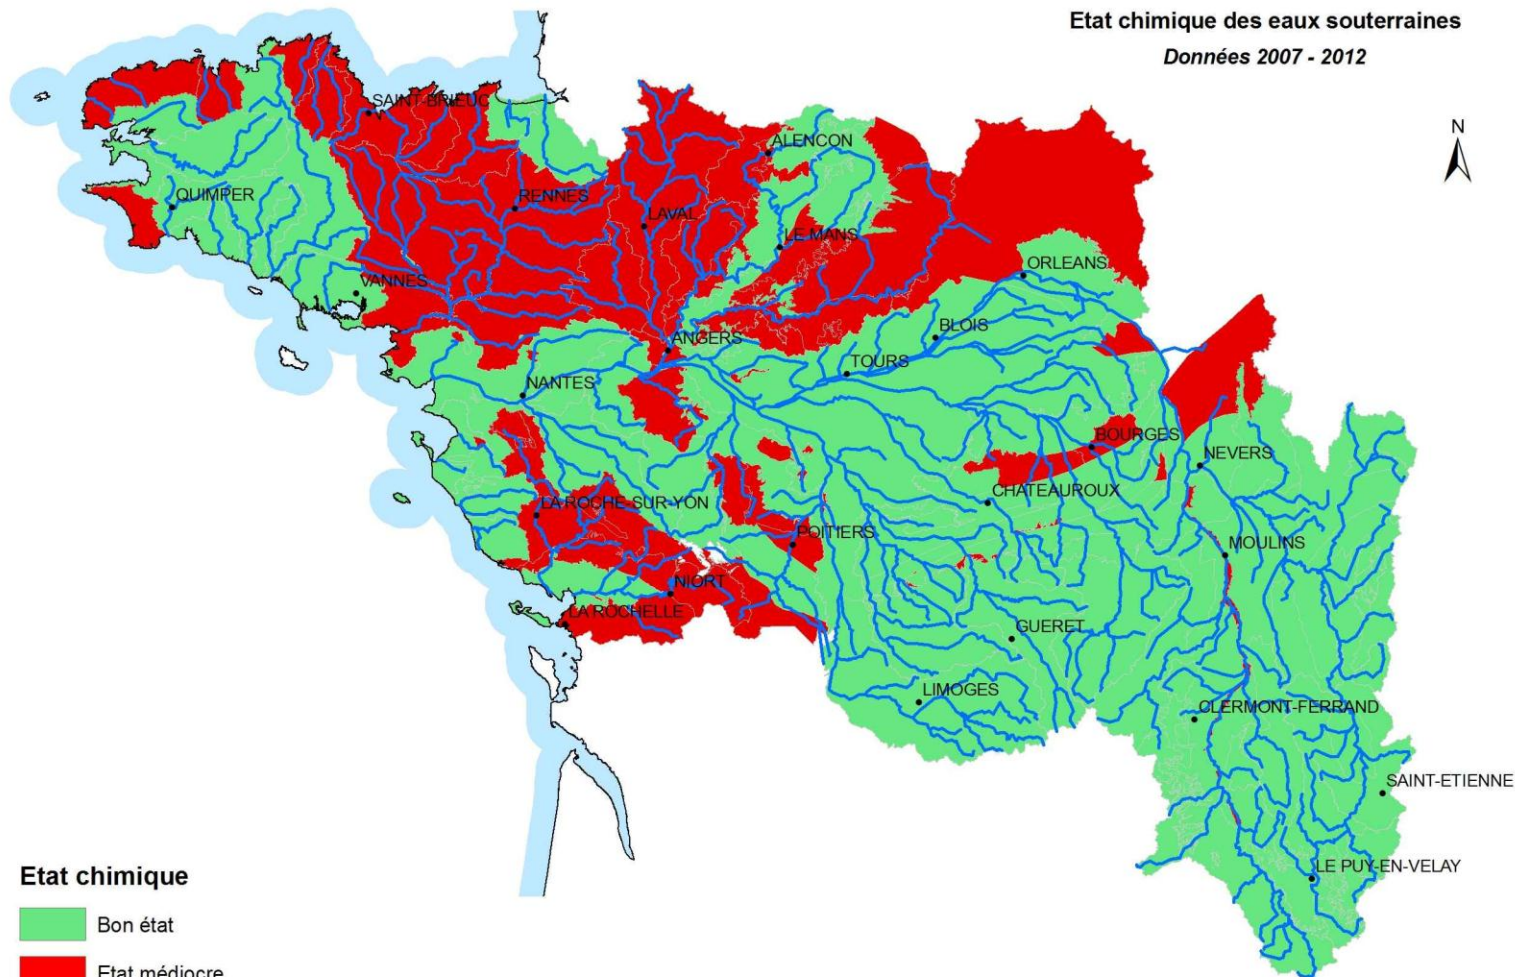 Etat chimique des eaux souterraines
Données 2007 - 2012
N
SAINT-BRIEUC
ALENCON
QUIMPER
RENNES
LAVAL
LE MANS
ORLEANS
VANNES
BLOIS
ANGERS
TOURS
NANTES
BOURGES
NEVERS
CHATEAUROUX
LA ROCHE-SUR-YON
POITIERS
MOULINS
NIORT
LA ROCHELLE
GUERET
LIMOGES
CLERMONT-FERRAND
SAINT-ETIENNE
LE PUY-EN-VELAY
Etat chimique
Bon état
Etat médiocre